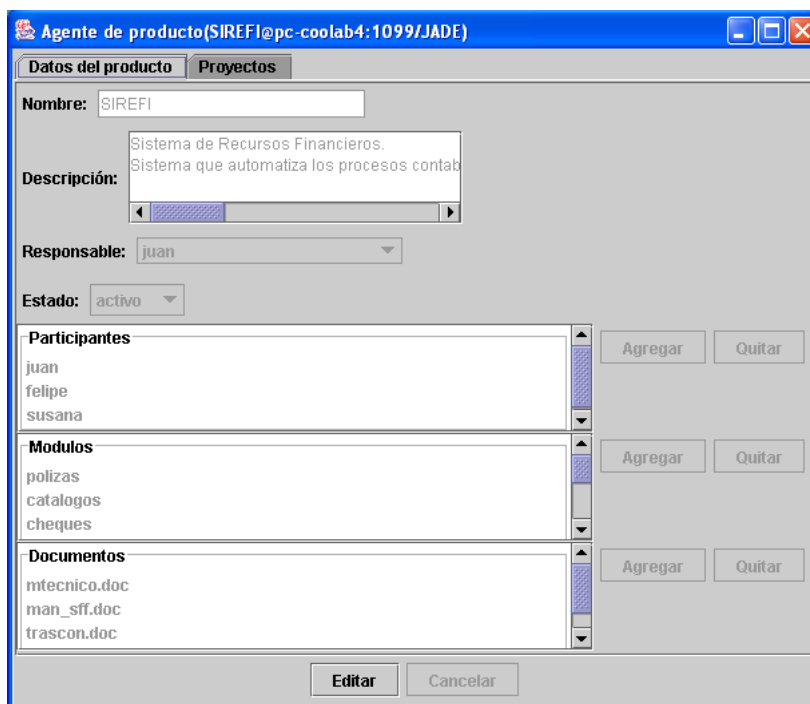 Agente de producto(SIREFI@pc-coolab4:1099/JADE)
Datos del producto Proyectos
Nombre: SIREFI
Sistema de Recursos Financieros.
Sistema que automatiza los procesos contab
Descripción:
Responsable: juan
Estado: activo
Participantes
Agregar Quitar
juan
felipe
susana
Modulos
Agregar Quitar
polizas
catalogos
cheques
Documentos
Agregar Quitar
mtecnico.doc
man_sff.doc
trascon.doc
Editar Cancelar